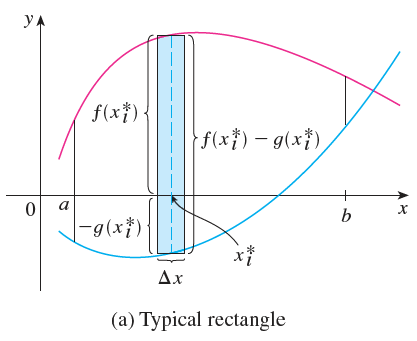 y
f(x_i^*)
f(x_i^*) − g(x_i^*)
0 a b x
−g(x_i^*)
x_i^*
Δx
(a) Typical rectangle